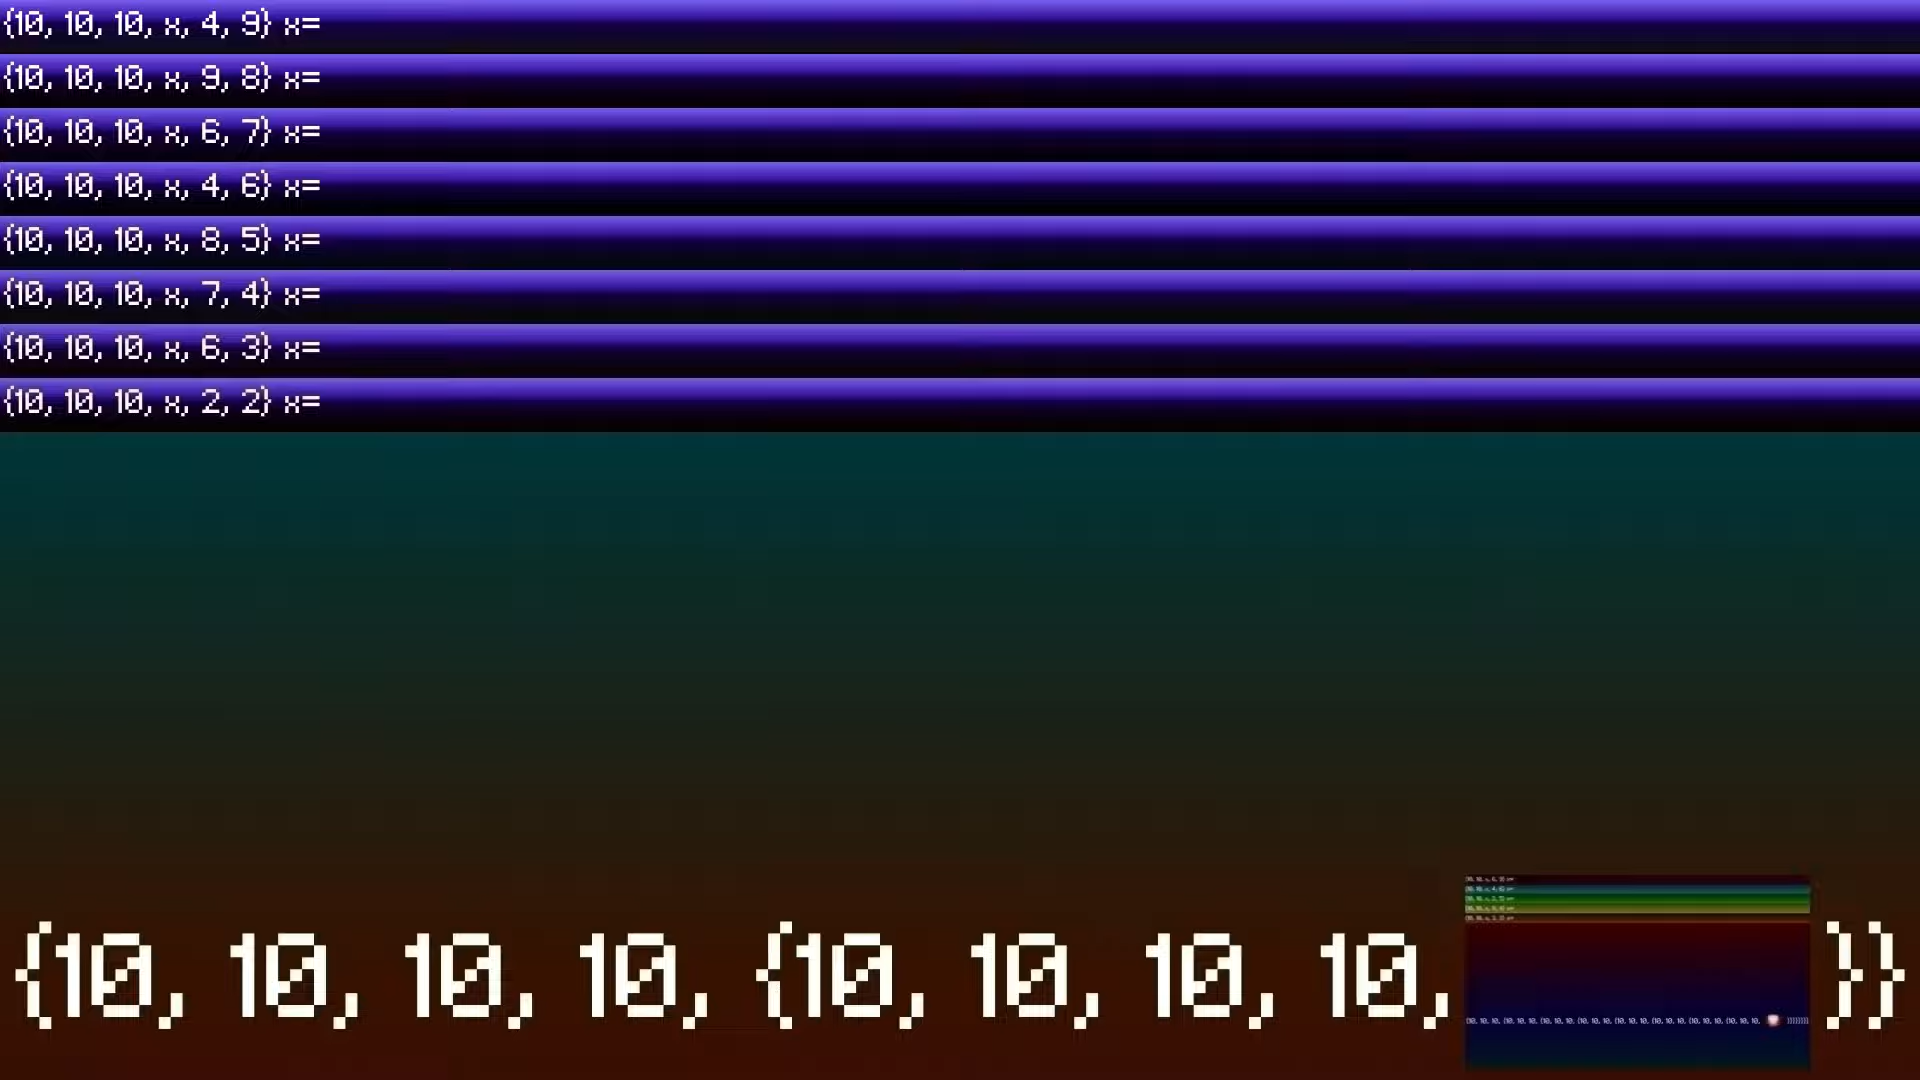 {10, 10, 10, x, 4, 9} x=
{10, 10, 10, x, 9, 8} x=
{10, 10, 10, x, 6, 7} x=
{10, 10, 10, x, 4, 6} x=
{10, 10, 10, x, 8, 5} x=
{10, 10, 10, x, 7, 4} x=
{10, 10, 10, x, 6, 3} x=
{10, 10, 10, x, 2, 2} x=
{10, 10, 10, 10, {10, 10, 10, 10, }}